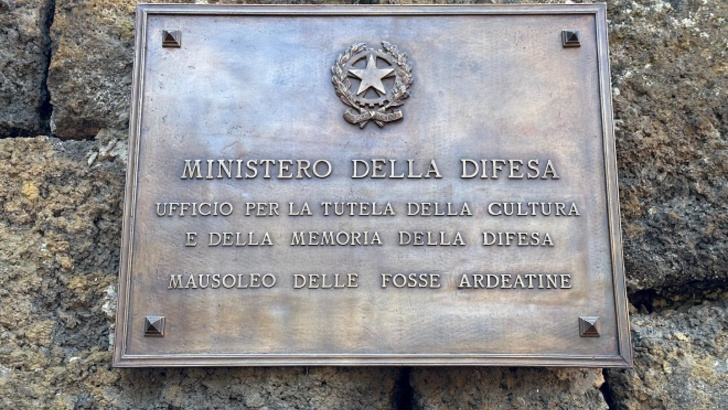 MINISTERO DELLA DIFESA
UFFICIO PER LA TUTELA DELLA CULTURA
E DELLA MEMORIA DELLA DIFESA
MAUSOLEO DELLE FOSSE ARDEATINE